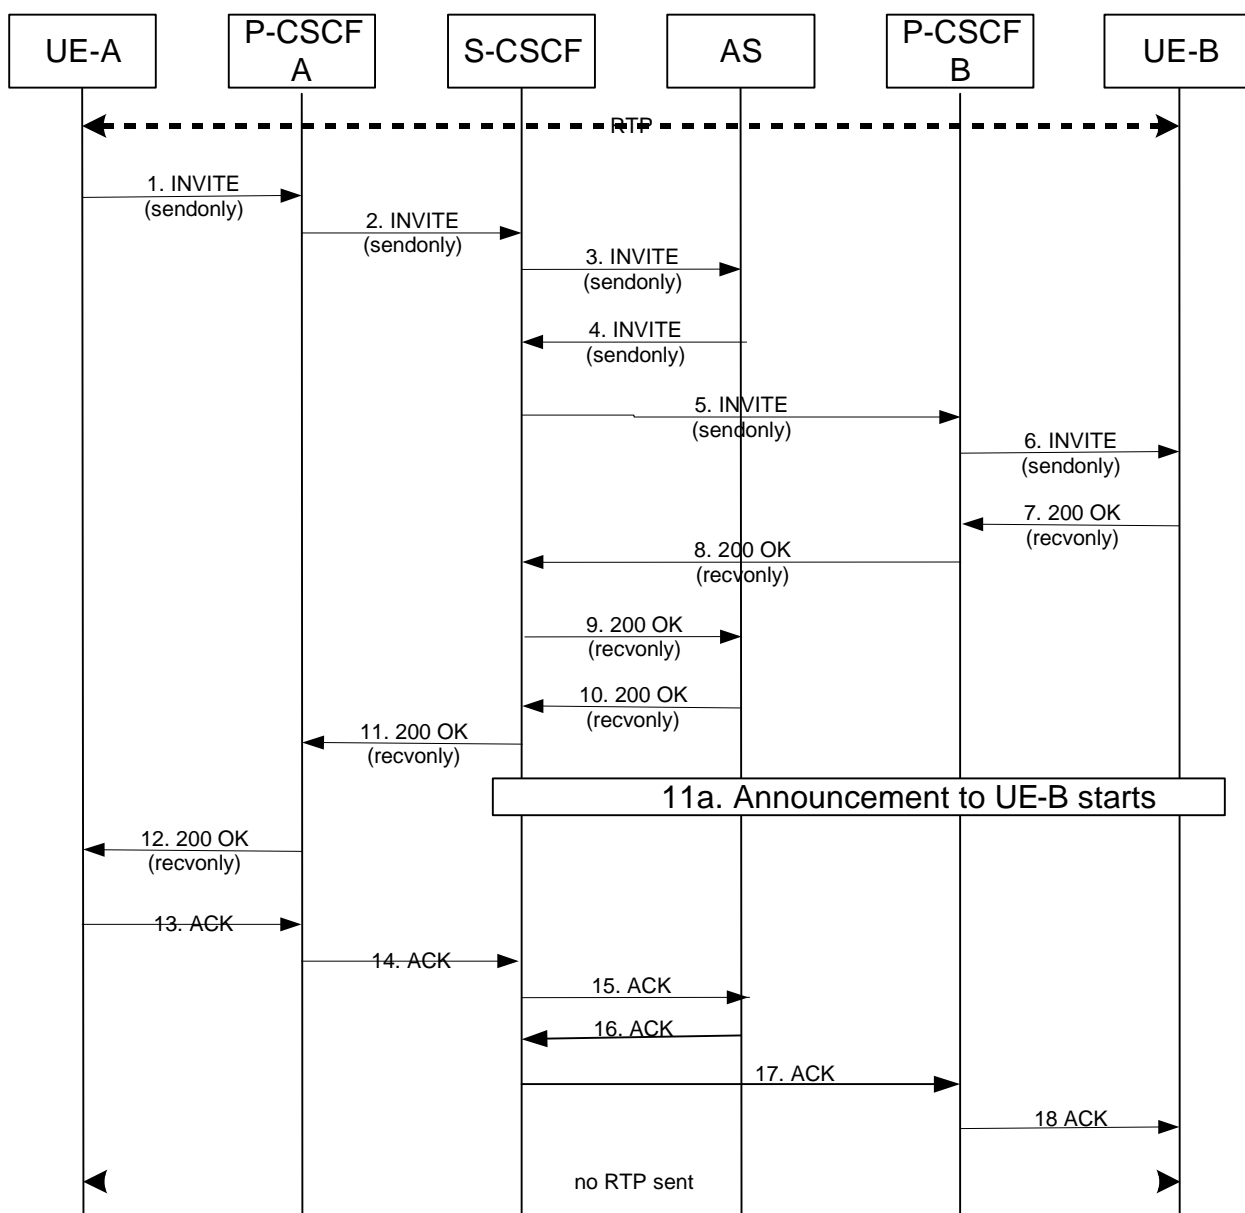 UE-A
P-CSCF
A
S-CSCF
AS
P-CSCF
B
UE-B
RTP
1. INVITE
(sendonly)
2. INVITE
(sendonly)
3. INVITE
(sendonly)
4. INVITE
(sendonly)
5. INVITE
(sendonly)
6. INVITE
(sendonly)
7. 200 OK
(recvonly)
8. 200 OK
(recvonly)
9. 200 OK
(recvonly)
10. 200 OK
(recvonly)
11. 200 OK
(recvonly)
11a. Announcement to UE-B starts
12. 200 OK
(recvonly)
13. ACK
14. ACK
15. ACK
16. ACK
17. ACK
18 ACK
no RTP sent